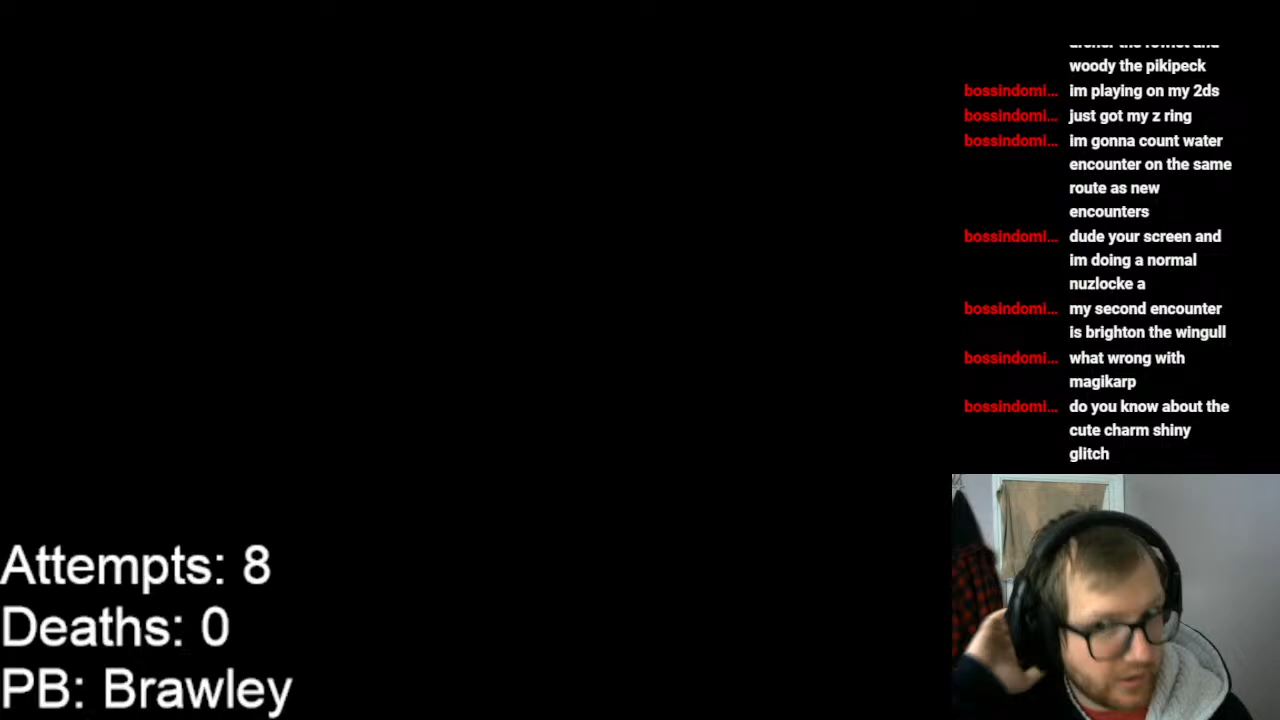 woody the pikipeck
bossindomi... im playing on my 2ds
bossindomi... just got my z ring
bossindomi... im gonna count water
encounter on the same
route as new
encounters
bossindomi... dude your screen and
im doing a normal
nuzlocke a
bossindomi... my second encounter
is brighton the wingull
bossindomi... what wrong with
magikarp
bossindomi... do you know about the
cute charm shiny
glitch
Attempts: 8
Deaths: 0
PB: Brawley